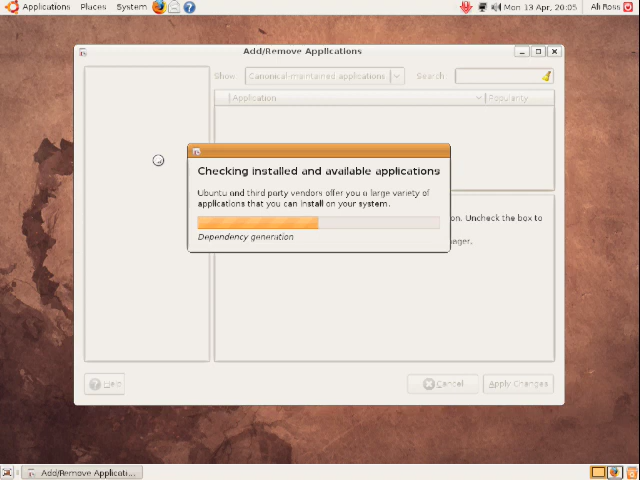 Applications Places System Mon 13 Apr, 20:05 Ali Ross
Add/Remove Applications
Show: Canonical-maintained applications Search:
Application Popularity
Checking installed and available applications
Ubuntu and third party vendors offer you a large variety of
applications that you can install on your system.
Dependency generation
on. Uncheck the box to
ager.
Help Cancel Apply Changes
Add/Remove Applicati...